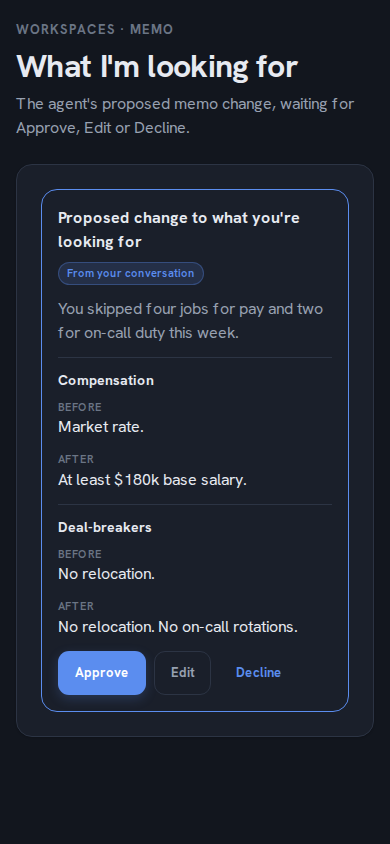 WORKSPACES · MEMO
What I'm looking for
The agent's proposed memo change, waiting for
Approve, Edit or Decline.
Proposed change to what you're
looking for
From your conversation
You skipped four jobs for pay and two
for on-call duty this week.
Compensation
BEFORE
Market rate.
AFTER
At least $180k base salary.
Deal-breakers
BEFORE
No relocation.
AFTER
No relocation. No on-call rotations.
Approve
Edit
Decline